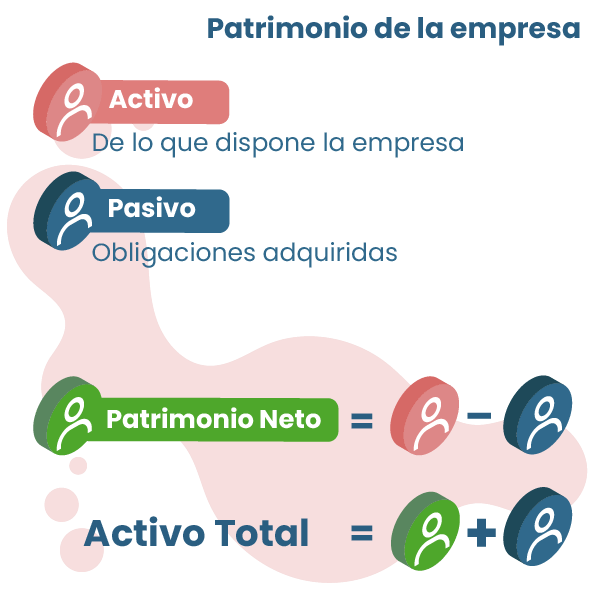 Patrimonio de la empresa
Activo
De lo que dispone la empresa
Pasivo
Obligaciones adquiridas
Patrimonio Neto = −
Activo Total = +